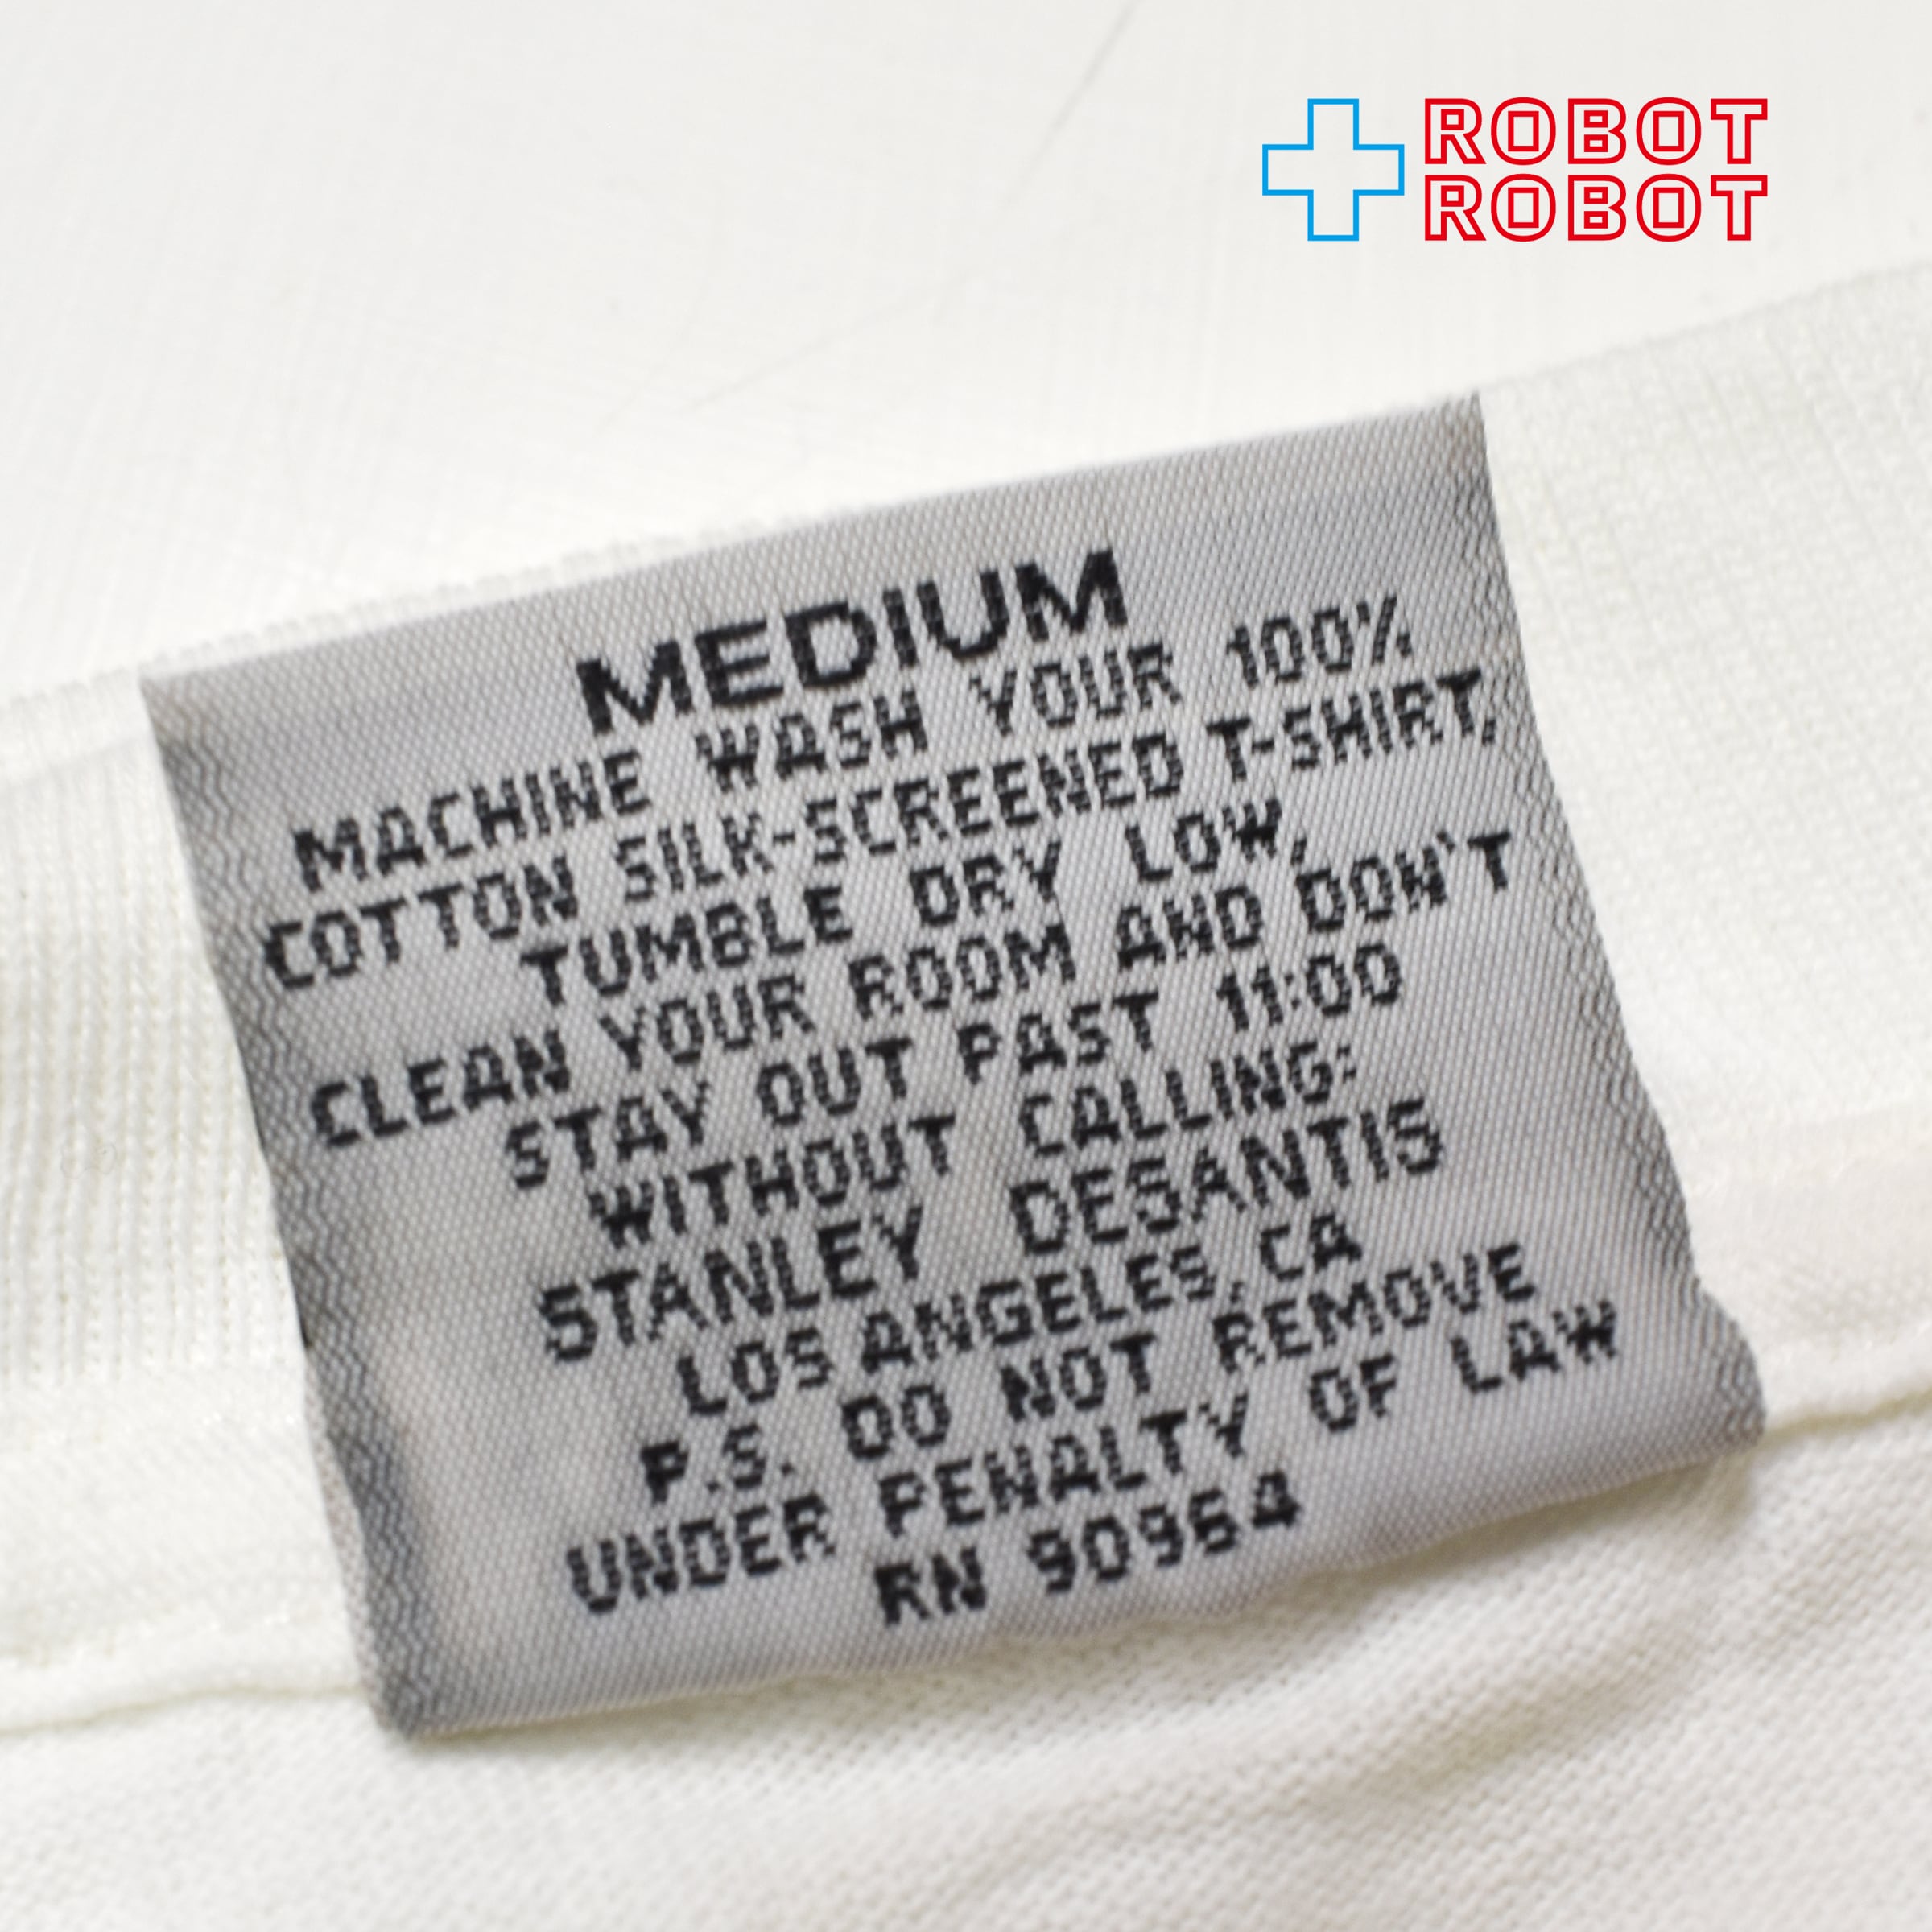 ROBOT
ROBOT
MEDIUM
MACHINE WASH YOUR 100%
COTTON SILK-SCREENED T-SHIRT,
TUMBLE DRY LOW,
CLEAN YOUR ROOM AND DON'T
STAY OUT PAST 11:00
WITHOUT CALLING:
STANLEY DESANTIS
LOS ANGELES, CA
P.S. DO NOT REMOVE
UNDER PENALTY OF LAW
RN 90964